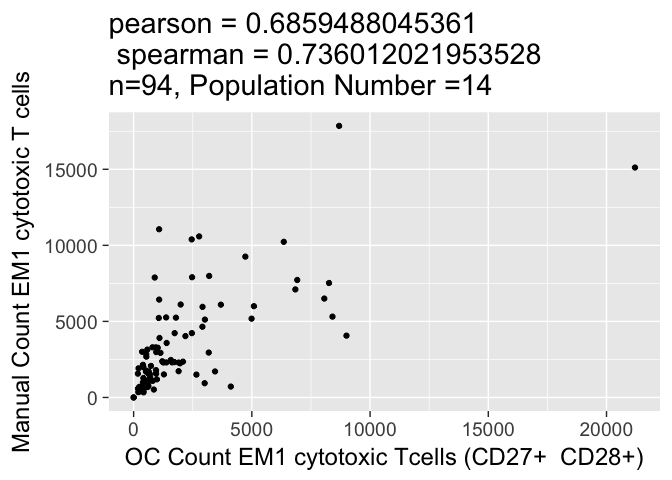 pearson = 0.6859488045361
spearman = 0.736012021953528
n=94, Population Number =14
Manual Count EM1 cytotoxic T cells
15000
10000
5000
0
0
5000
10000
15000
20000
OC Count EM1 cytotoxic Tcells (CD27+  CD28+)